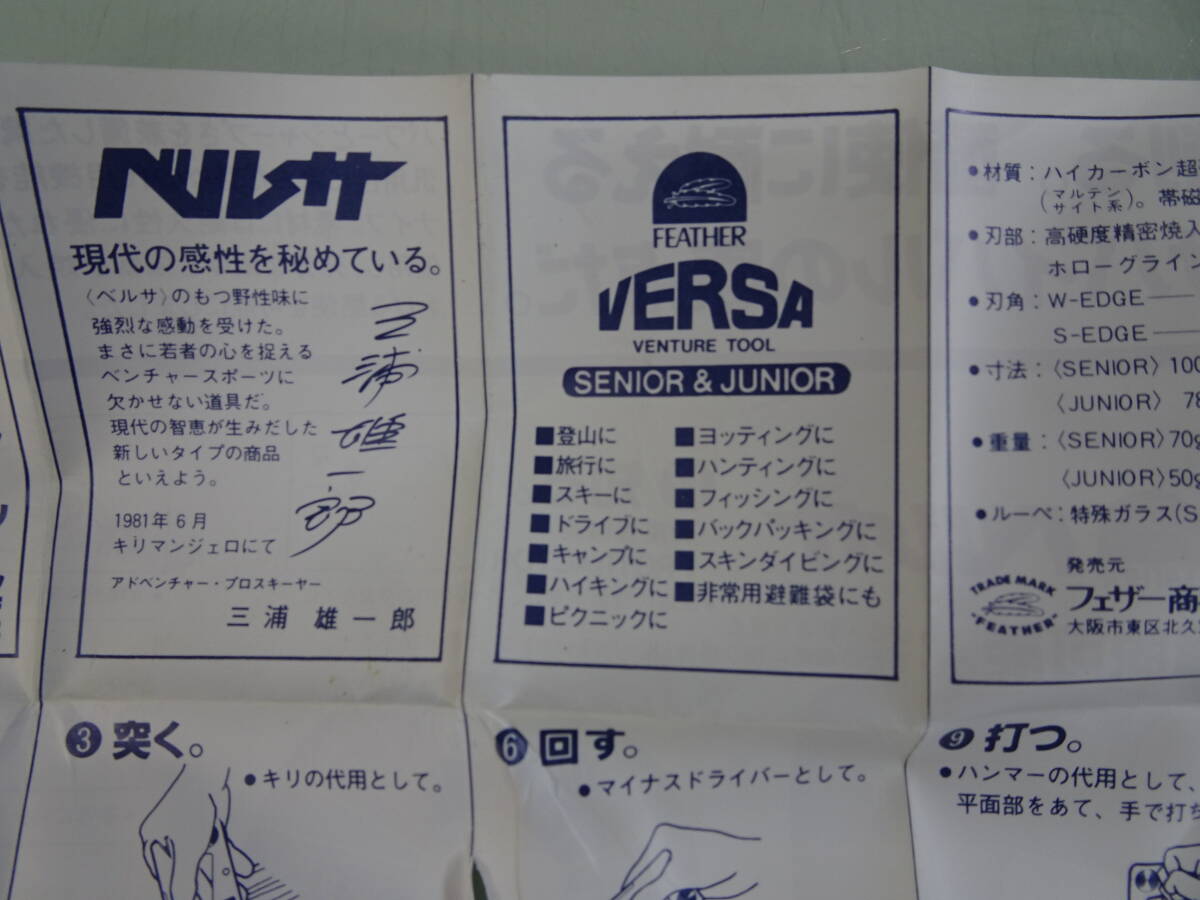 ベルサ
現代の感性を秘めている。
〈ベルサ〉のもつ野性味に
強烈な感動を受けた。
まさに若者の心を捉える
ベンチャースポーツに
欠かせない道具だ。
現代の智恵が生みだした
新しいタイプの商品
といえよう。
三浦雄一郎
1981年6月
キリマンジェロにて
アドベンチャー・プロスキーヤー
三浦 雄一郎
FEATHER
VERSA
VENTURE TOOL
SENIOR & JUNIOR
■登山に
■旅行に
■スキーに
■ドライブに
■キャンプに
■ハイキングに
■ピクニックに
■ヨッティングに
■ハンティングに
■フィッシングに
■バックパッキングに
■スキンダイビングに
■非常用避難袋にも
●材質：ハイカーボン超
(マルテンサイト系)。帯磁
●刃部：高硬度精密焼入
ホローグライン
●刃角：W-EDGE──
S-EDGE──
●寸法：〈SENIOR〉100
〈JUNIOR〉 78
●重量：〈SENIOR〉70g
〈JUNIOR〉50g
●ルーペ：特殊ガラス(S
発売元
TRADE MARK
FEATHER
フェザー商
大阪市東区北久
③突く。
●キリの代用として。
⑥回す。
●マイナスドライバーとして。
⑨打つ。
●ハンマーの代用として、
平面部をあて、手で打ち